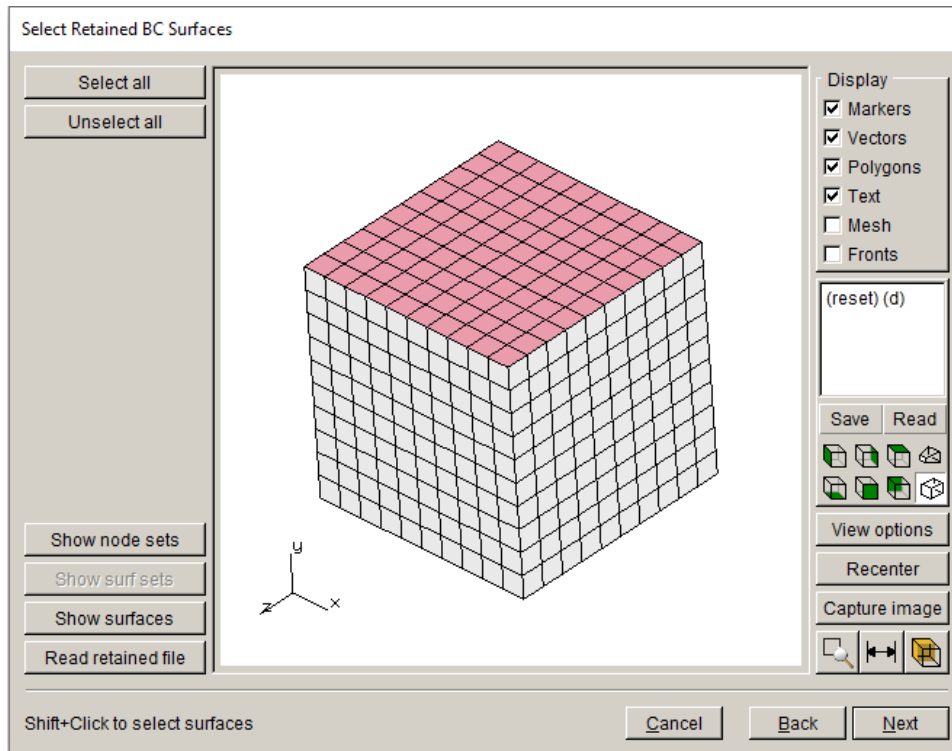 Select Retained BC Surfaces
Select all
Unselect all
Show node sets
Show surf sets
Show surfaces
Read retained file
y
z
x
Display
Markers
Vectors
Polygons
Text
Mesh
Fronts
(reset) (d)
Save Read
View options
Recenter
Capture image
Shift+Click to select surfaces
Cancel Back Next